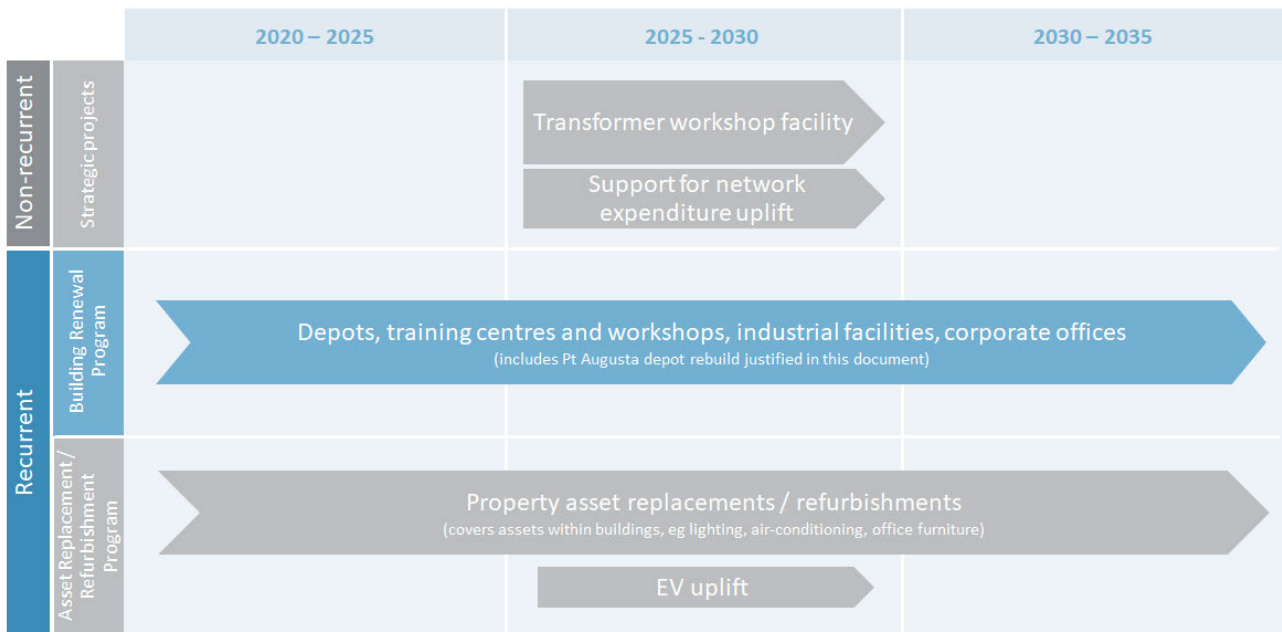 2020 – 2025
2025 - 2030
2030 – 2035
Non-recurrent
Strategic projects
Transformer workshop facility
Support for network
expenditure uplift
Recurrent
Building Renewal
Program
Depots, training centres and workshops, industrial facilities, corporate offices
(includes Pt Augusta depot rebuild justified in this document)
Asset Replacement /
Refurbishment
Program
Property asset replacements / refurbishments
(covers assets within buildings, eg lighting, air-conditioning, office furniture)
EV uplift